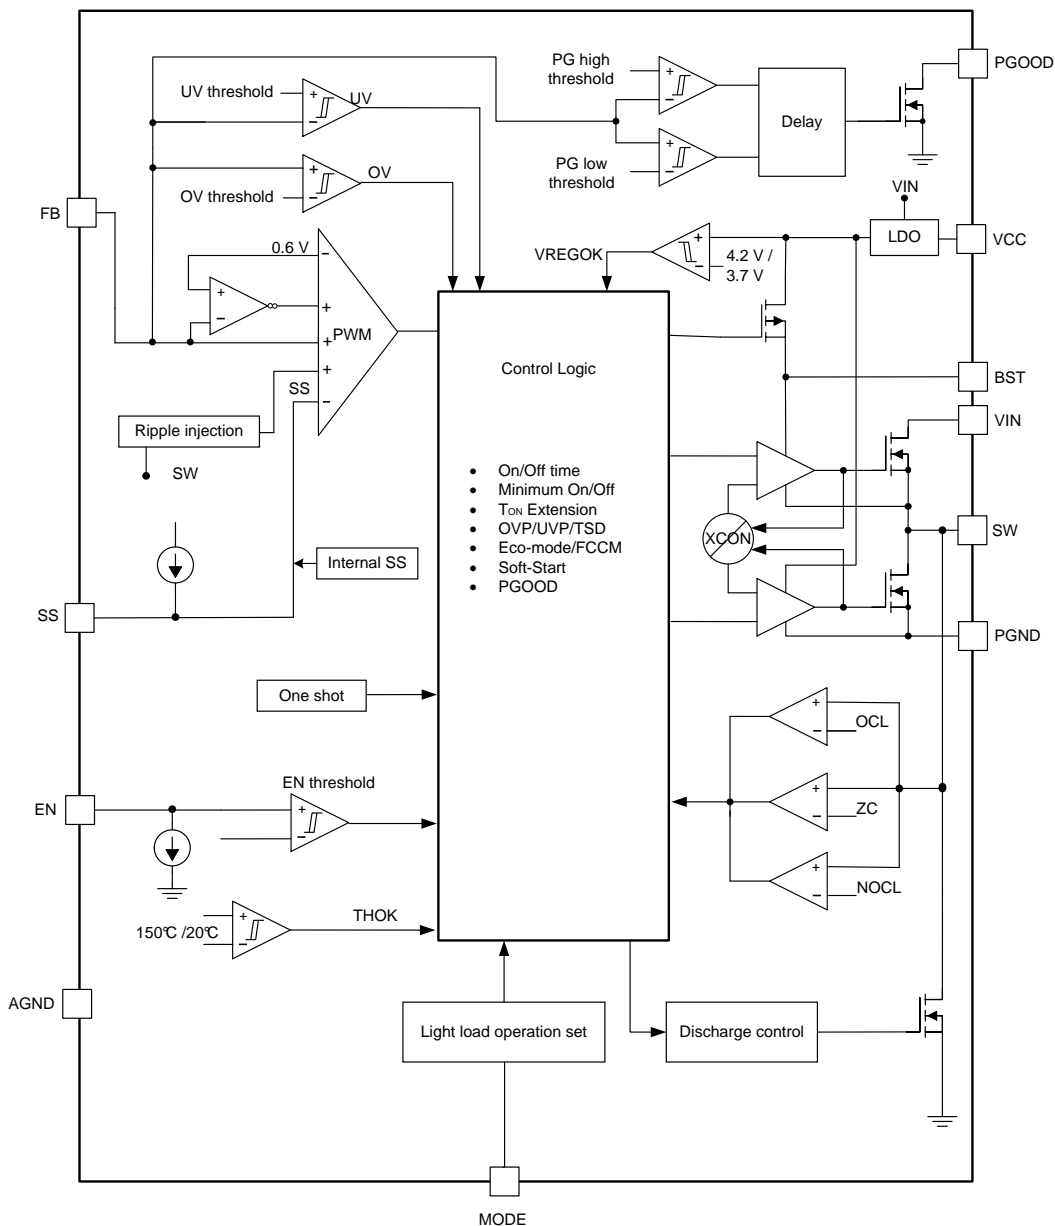 PG high
threshold
PGOOD
UV threshold
+
−
UV
+
−
Delay
+
−
PG low
threshold
OV threshold
+
−
OV
VIN
FB
LDO
VCC
0.6 V
−
+
+
+
−
PWM
+
−
VREGOK
+
−
4.2 V /
3.7 V
Control Logic
SS
BST
VIN
Ripple injection
SW
• On/Off time
• Minimum On/Off
• TON Extension
• OVP/UVP/TSD
• Eco-mode/FCCM
• Soft-Start
• PGOOD
XCON
SW
Internal SS
SS
PGND
One shot
+
−
OCL
EN threshold
EN
+
−
+
−
ZC
+
−
NOCL
150°C /20°C
+
−
THOK
AGND
Light load operation set
Discharge control
MODE